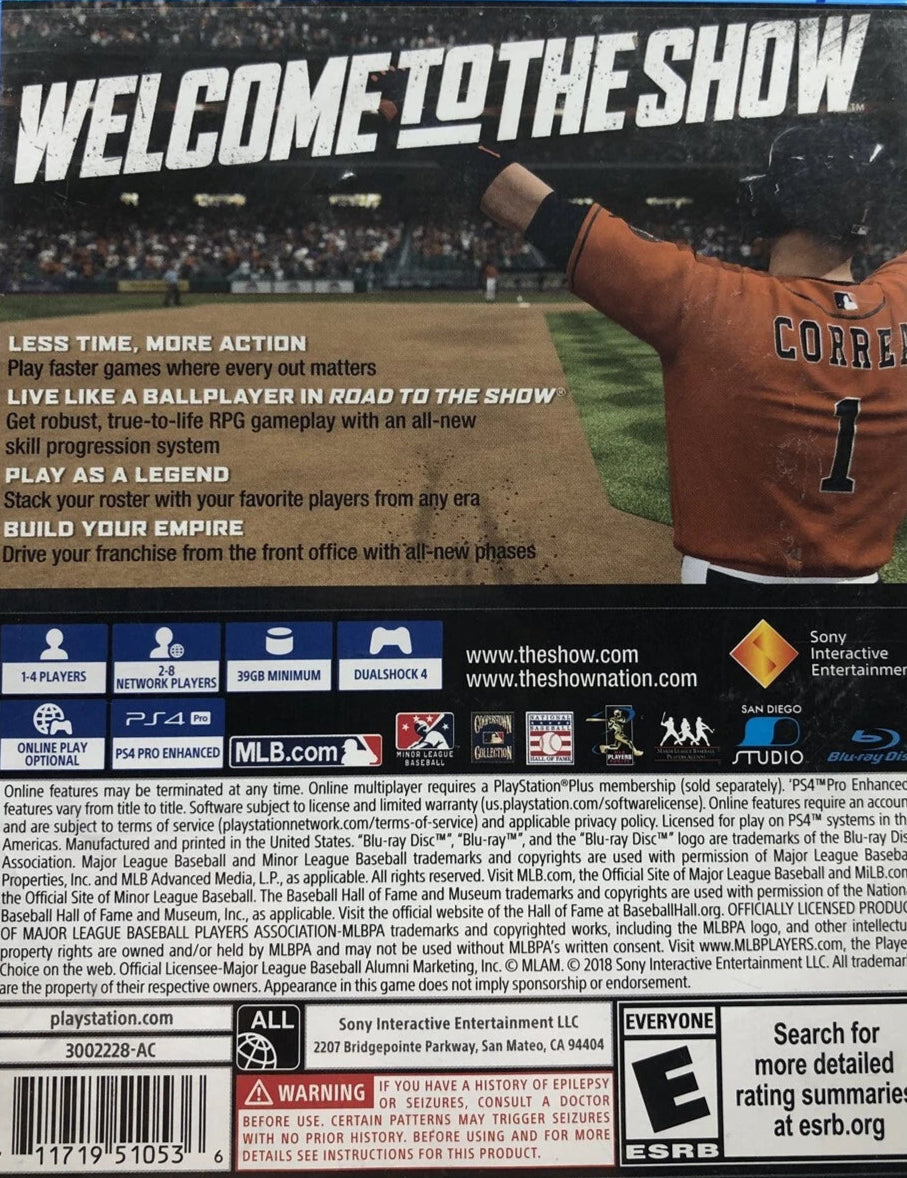 WELCOME TO THE SHOW™
CORREA
1
LESS TIME, MORE ACTION
Play faster games where every out matters
LIVE LIKE A BALLPLAYER IN ROAD TO THE SHOW®
Get robust, true-to-life RPG gameplay with an all-new
skill progression system
PLAY AS A LEGEND
Stack your roster with your favorite players from any era
BUILD YOUR EMPIRE
Drive your franchise from the front office with all-new phases
1-4 PLAYERS
2-8
NETWORK PLAYERS
39GB MINIMUM
DUALSHOCK 4
www.theshow.com
www.theshownation.com
Sony
Interactive
Entertainmen
ONLINE PLAY
OPTIONAL
PS4 Pro
PS4 PRO ENHANCED
MLB.com
MINOR LEAGUE
BASEBALL
COOPERSTOWN
COLLECTION
NATIONAL
BASEBALL
HALL OF FAME
MLB
PLAYERS
MAJOR LEAGUE BASEBALL
PLAYERS ALUMNI
SAN DIEGO
STUDIO
Blu-ray Dis
Online features may be terminated at any time. Online multiplayer requires a PlayStation®Plus membership (sold separately). 'PS4™Pro Enhanced
features vary from title to title. Software subject to license and limited warranty (us.playstation.com/softwarelicense). Online features require an accoun
and are subject to terms of service (playstationnetwork.com/terms-of-service) and applicable privacy policy. Licensed for play on PS4™ systems in th
Americas. Manufactured and printed in the United States. “Blu-ray Disc™”, “Blu-ray™”, and the “Blu-ray Disc™” logo are trademarks of the Blu-ray Dis
Association. Major League Baseball and Minor League Baseball trademarks and copyrights are used with permission of Major League Baseba
Properties, Inc. and MLB Advanced Media, L.P., as applicable. All rights reserved. Visit MLB.com, the Official Site of Major League Baseball and MiLB.com
the Official Site of Minor League Baseball. The Baseball Hall of Fame and Museum trademarks and copyrights are used with permission of the Nation
Baseball Hall of Fame and Museum, Inc., as applicable. Visit the official website of the Hall of Fame at BaseballHall.org. OFFICIALLY LICENSED PRODUC
OF MAJOR LEAGUE BASEBALL PLAYERS ASSOCIATION-MLBPA trademarks and copyrighted works, including the MLBPA logo, and other intellectu
property rights are owned and/or held by MLBPA and may not be used without MLBPA's written consent. Visit www.MLBPLAYERS.com, the Playe
Choice on the web. Official Licensee-Major League Baseball Alumni Marketing, Inc. © MLAM. © 2018 Sony Interactive Entertainment LLC. All trademar
are the property of their respective owners. Appearance in this game does not imply sponsorship or endorsement.
playstation.com
3002228-AC
11719 51053 6
ALL
Sony Interactive Entertainment LLC
2207 Bridgepointe Parkway, San Mateo, CA 94404
WARNING IF YOU HAVE A HISTORY OF EPILEPSY
OR SEIZURES, CONSULT A DOCTOR
BEFORE USE. CERTAIN PATTERNS MAY TRIGGER SEIZURES
WITH NO PRIOR HISTORY. BEFORE USING AND FOR MORE
DETAILS SEE INSTRUCTIONS FOR THIS PRODUCT.
EVERYONE
E
ESRB
Search for
more detailed
rating summaries
at esrb.org